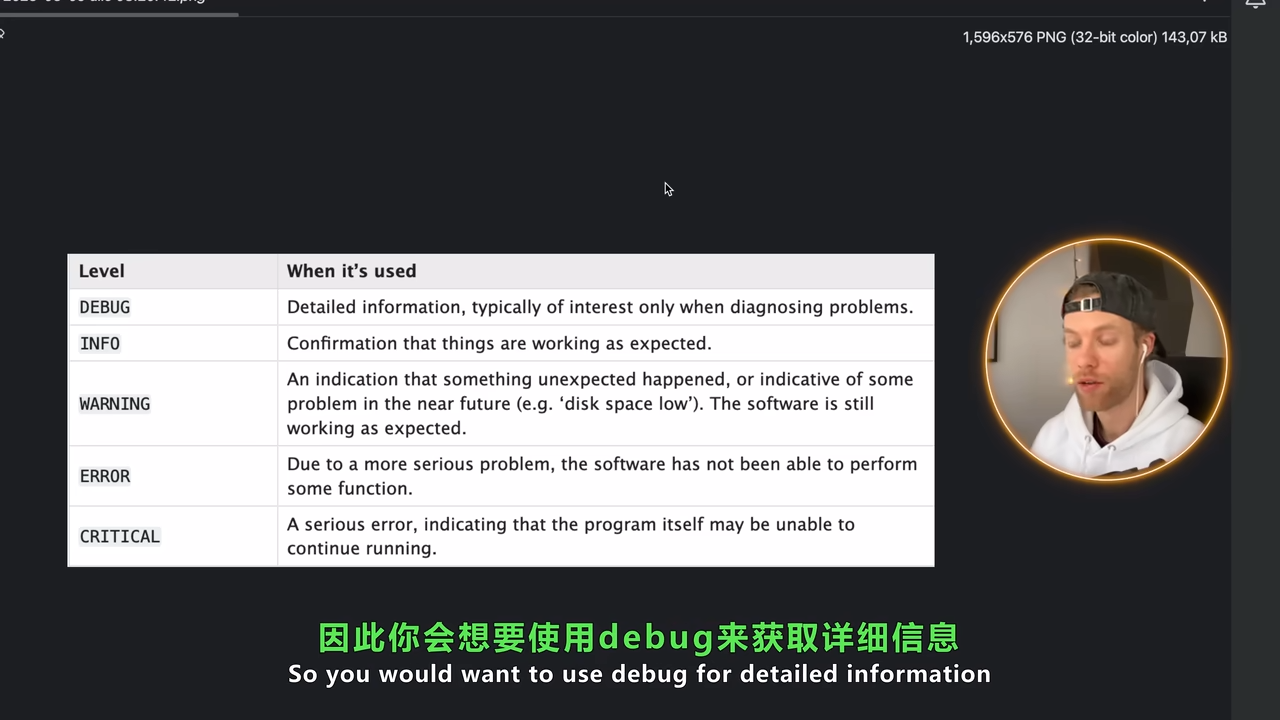 1,596x576 PNG (32-bit color) 143,07 kB
Level When it's used
DEBUG Detailed information, typically of interest only when diagnosing problems.
INFO Confirmation that things are working as expected.
WARNING An indication that something unexpected happened, or indicative of some
problem in the near future (e.g. ‘disk space low’). The software is still
working as expected.
ERROR Due to a more serious problem, the software has not been able to perform
some function.
CRITICAL A serious error, indicating that the program itself may be unable to
continue running.
因此你会想要使用debug来获取详细信息
So you would want to use debug for detailed information